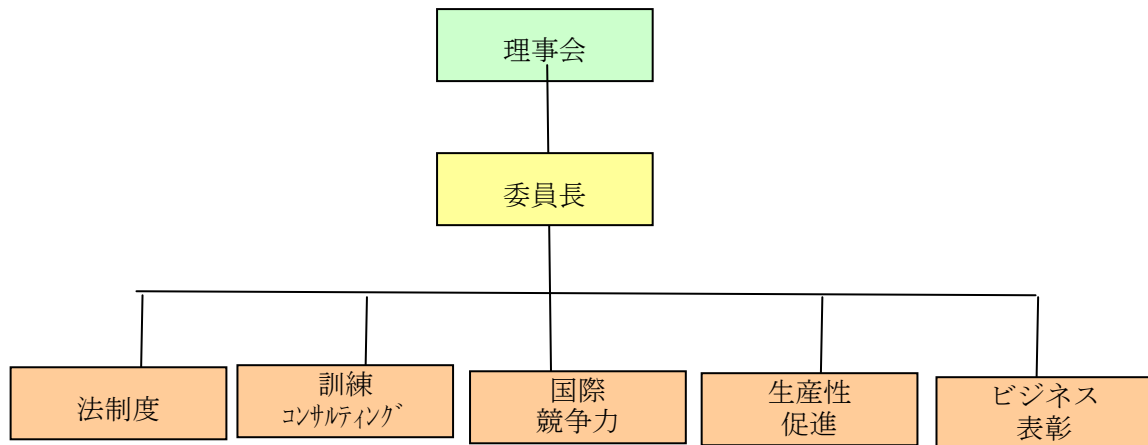 理事会
委員長
法制度
訓練
ｺﾝｻﾙﾃｨﾝｸﾞ
国際
競争力
生産性
促進
ビジネス
表彰